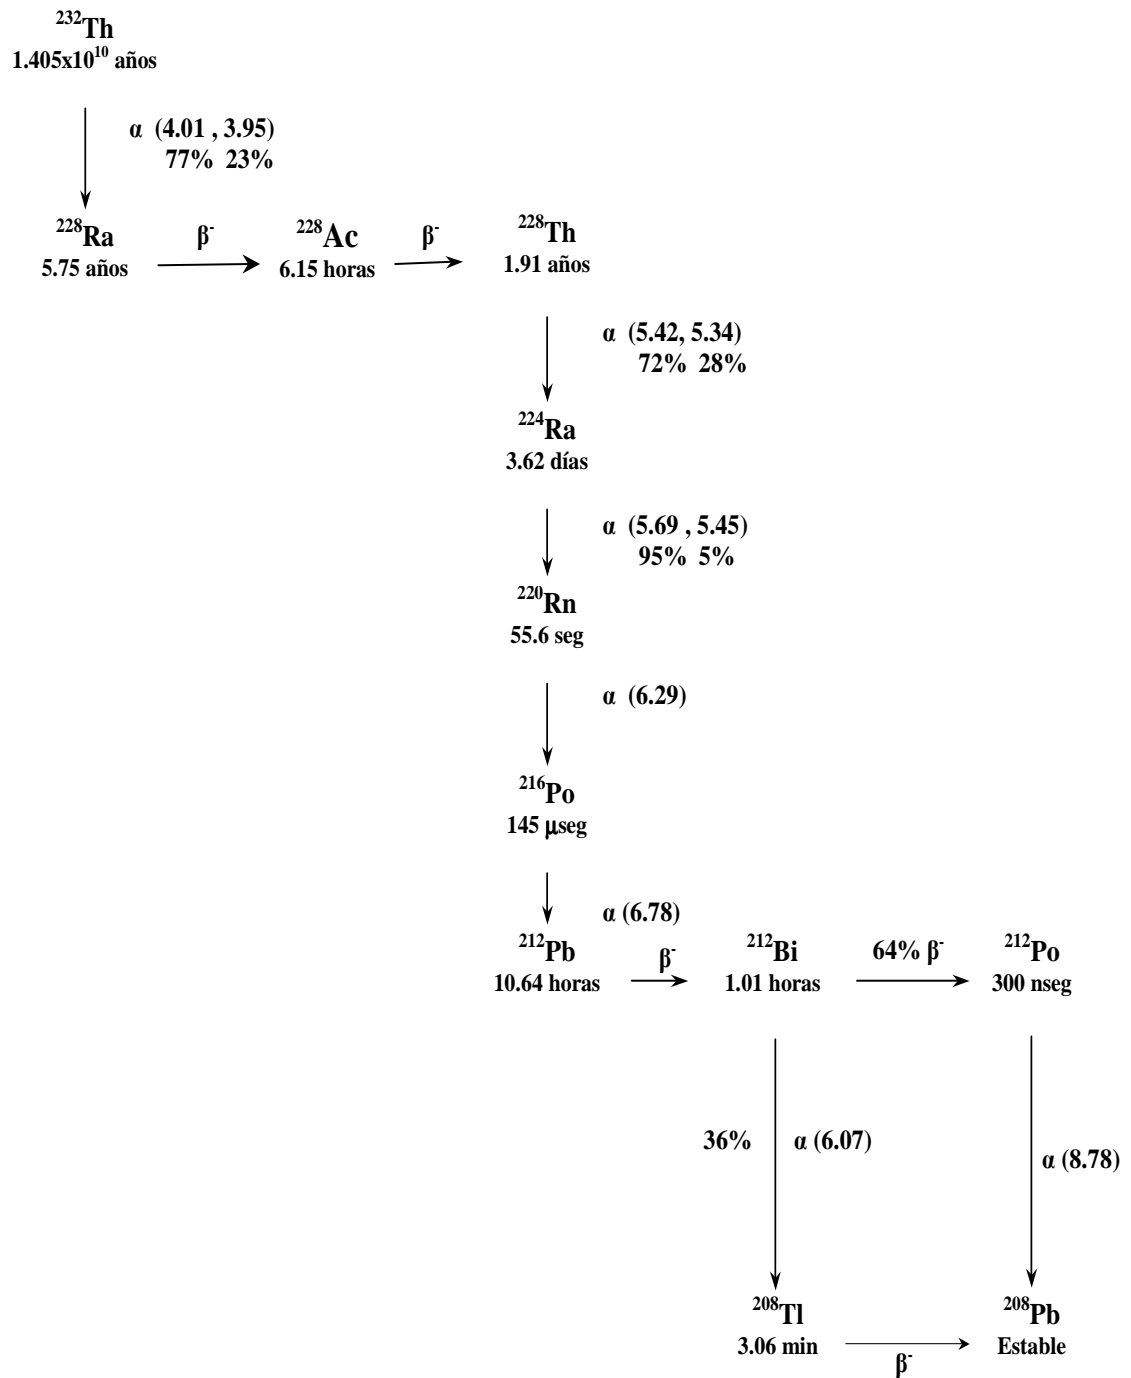 ²³²Th
1.405x10¹⁰ años
α (4.01 , 3.95)
77% 23%
²²⁸Ra
5.75 años
β⁻
²²⁸Ac
6.15 horas
β⁻
²²⁸Th
1.91 años
α (5.42, 5.34)
72% 28%
²²⁴Ra
3.62 días
α (5.69 , 5.45)
95% 5%
²²⁰Rn
55.6 seg
α (6.29)
²¹⁶Po
145 μseg
α (6.78)
²¹²Pb
10.64 horas
β⁻
²¹²Bi
1.01 horas
64% β⁻
²¹²Po
300 nseg
36%
α (6.07)
α (8.78)
²⁰⁸Tl
3.06 min
β⁻
²⁰⁸Pb
Estable